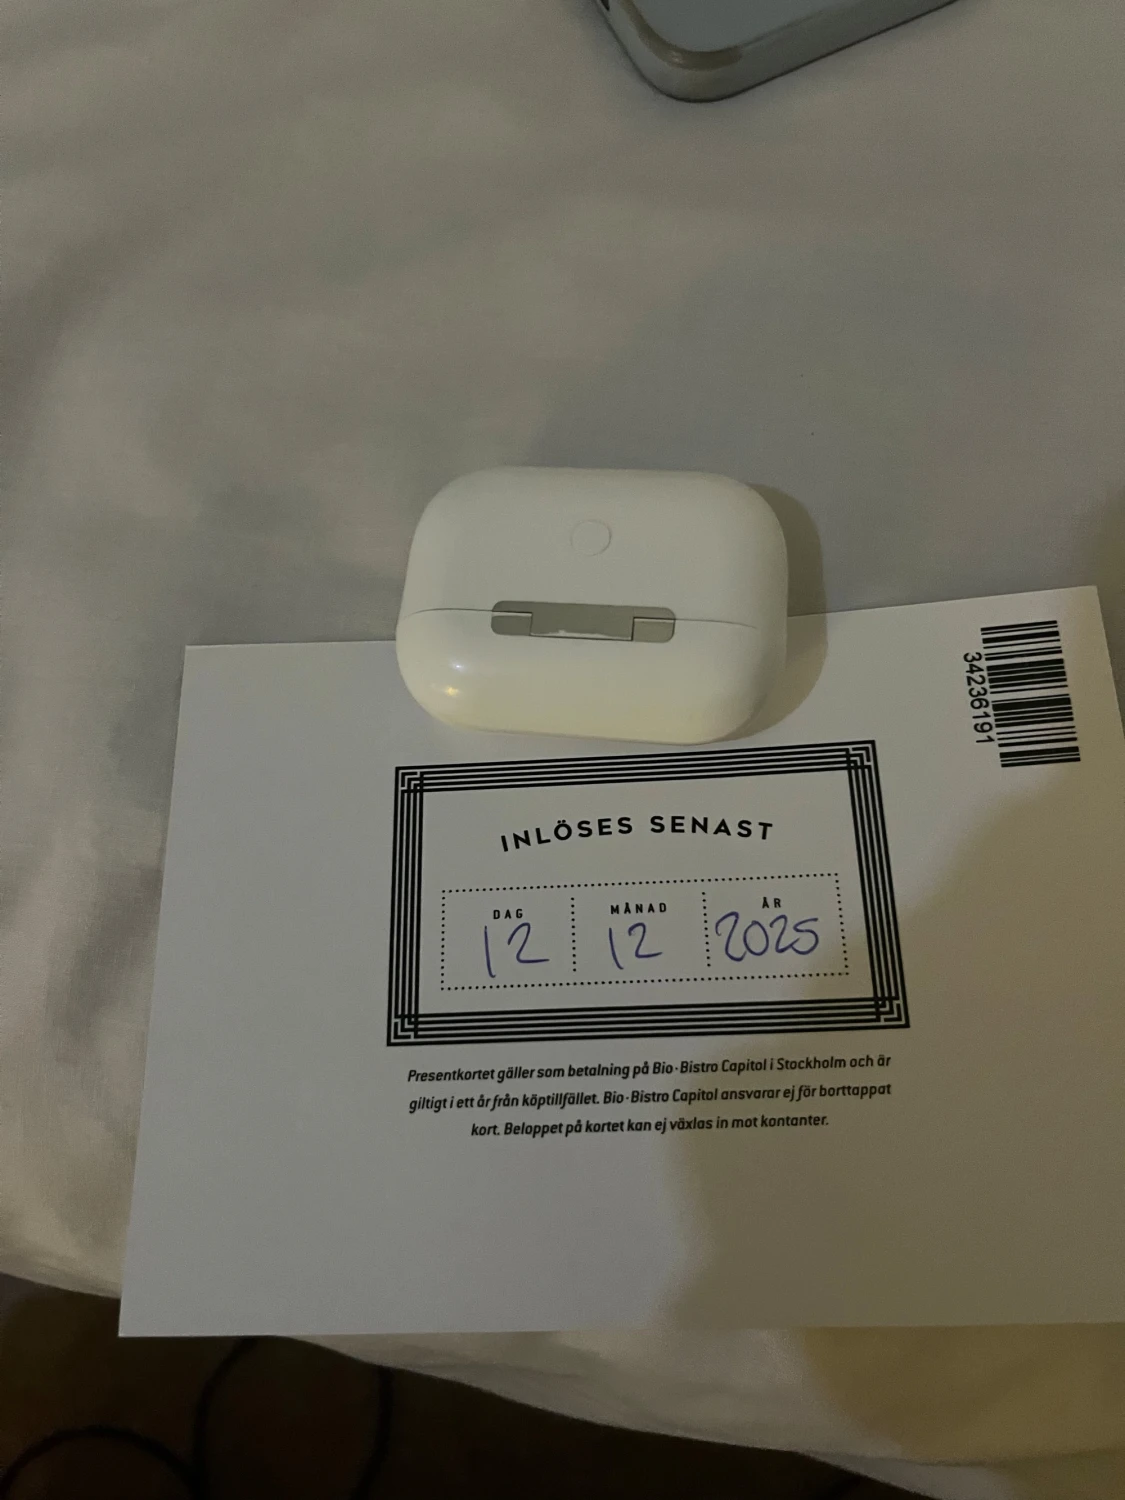 34236191
INLÖSES SENAST
DAG MÅNAD ÅR
12 12 2025
Presentkortet gäller som betalning på Bio·Bistro Capitol i Stockholm och är
giltigt i ett år från köptillfället. Bio·Bistro Capitol ansvarar ej för borttappat
kort. Beloppet på kortet kan ej växlas in mot kontanter.